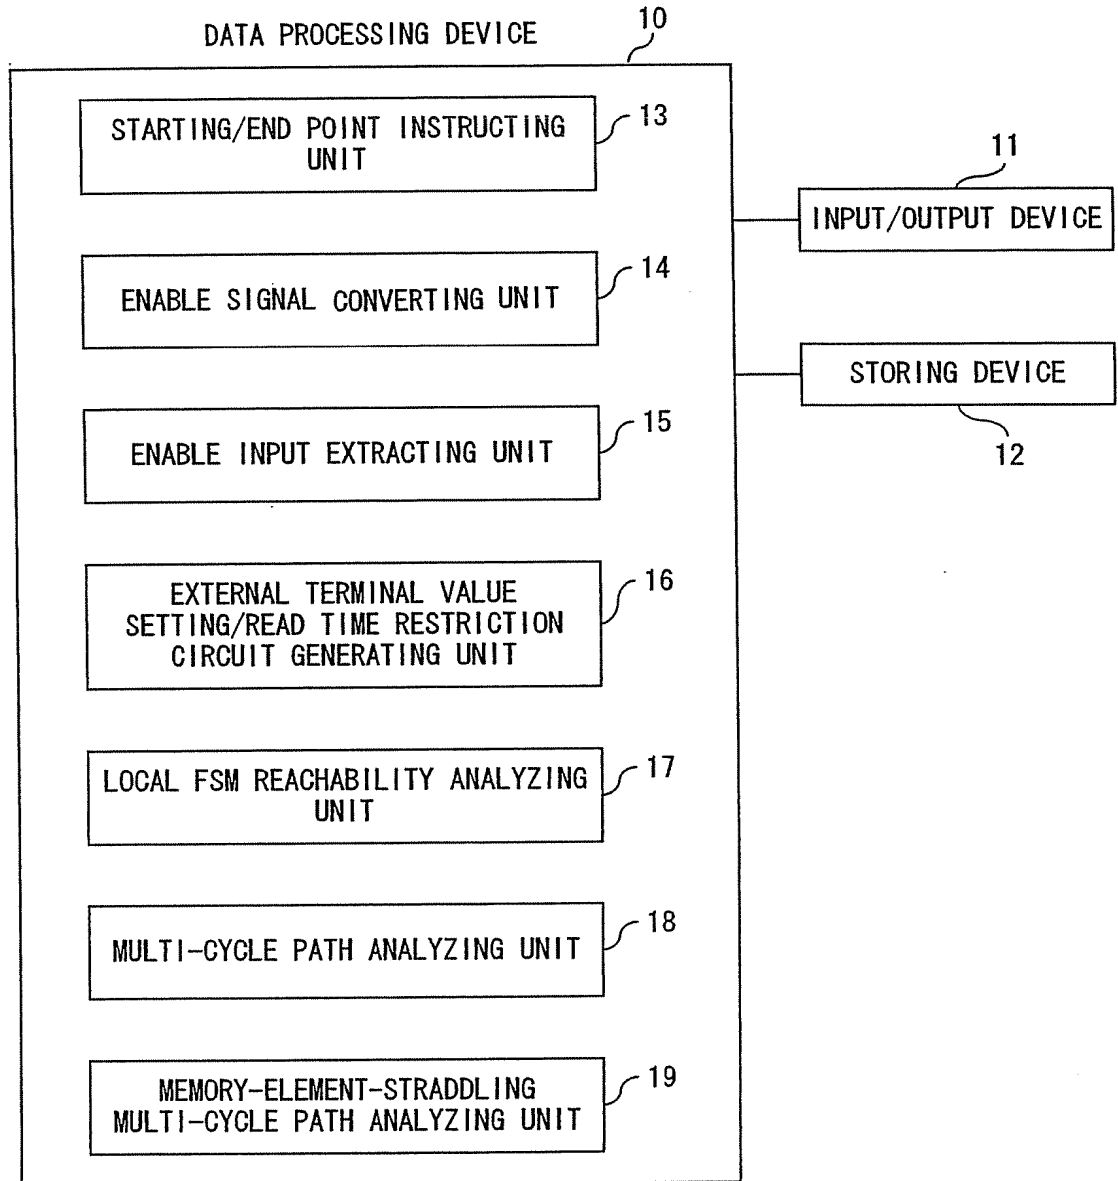 DATA PROCESSING DEVICE
10
STARTING/END POINT INSTRUCTING
UNIT
13
11
INPUT/OUTPUT DEVICE
ENABLE SIGNAL CONVERTING UNIT
14
STORING DEVICE
12
ENABLE INPUT EXTRACTING UNIT
15
EXTERNAL TERMINAL VALUE
SETTING/READ TIME RESTRICTION
CIRCUIT GENERATING UNIT
16
LOCAL FSM REACHABILITY ANALYZING
UNIT
17
MULTI-CYCLE PATH ANALYZING UNIT
18
MEMORY-ELEMENT-STRADDLING
MULTI-CYCLE PATH ANALYZING UNIT
19